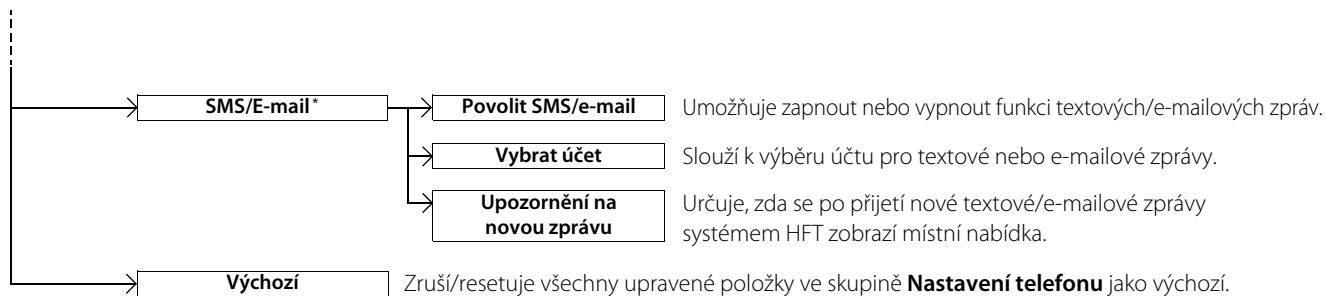 SMS/E-mail*
Povolit SMS/e-mail
Umožňuje zapnout nebo vypnout funkci textových/e-mailových zpráv.
Vybrat účet
Slouží k výběru účtu pro textové nebo e-mailové zprávy.
Upozornění na
novou zprávu
Určuje, zda se po přijetí nové textové/e-mailové zprávy
systémem HFT zobrazí místní nabídka.
Výchozí
Zruší/resetuje všechny upravené položky ve skupině Nastavení telefonu jako výchozí.